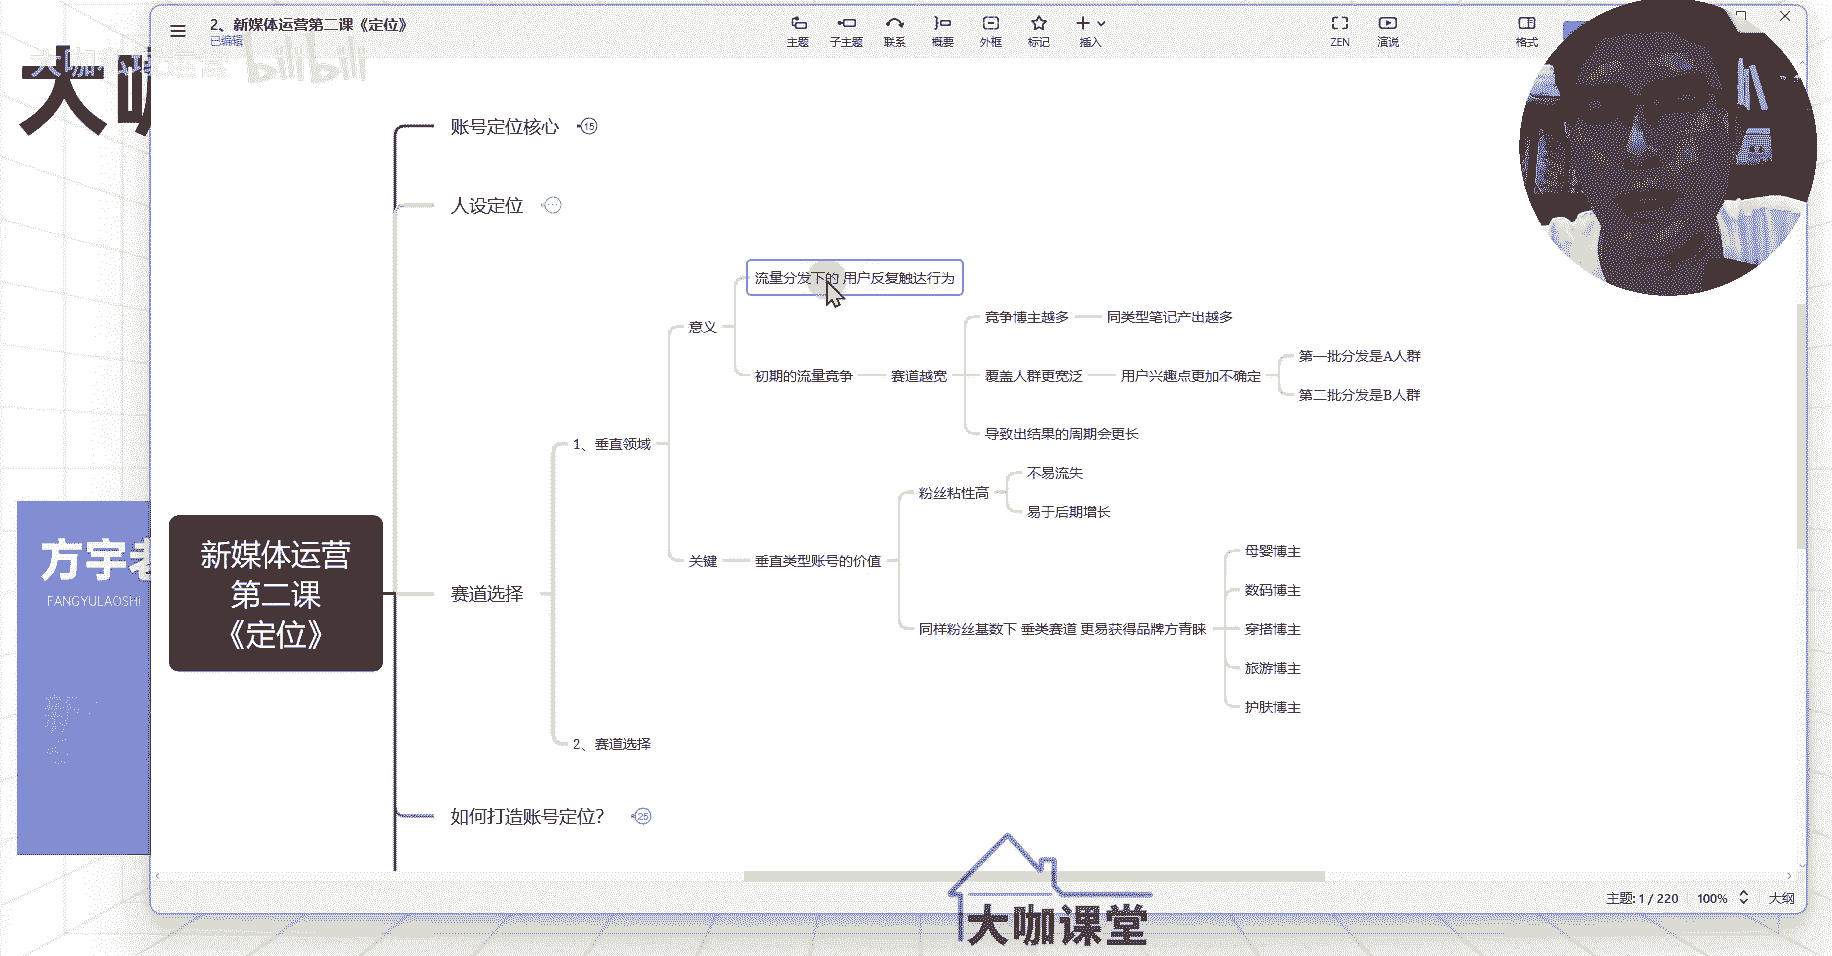 2、新媒体运营第二课《定位》
已编辑
主题
子主题
联系
概要
外框
标记
插入
ZEN
演说
格式
bilibili
大咖
账号定位核心
15
人设定位
流量分发下的 用户反复触达行为
意义
竞争博主越多
同类型笔记产出越多
初期的流量竞争
赛道越宽
覆盖人群更宽泛
用户兴趣点更加不确定
第一批分发是A人群
第二批分发是B人群
导致出结果的周期会更长
1、垂直领域
粉丝粘性高
不易流失
易于后期增长
关键
垂直类型账号的价值
同样粉丝基数下 垂类赛道 更易获得品牌方青睐
母婴博主
数码博主
穿搭博主
旅游博主
护肤博主
新媒体运营
第二课
《定位》
赛道选择
2、赛道选择
如何打造账号定位？
25
方宇老
FANGYULAOSHI
主题: 1 / 220
100%
大纲
大咖课堂